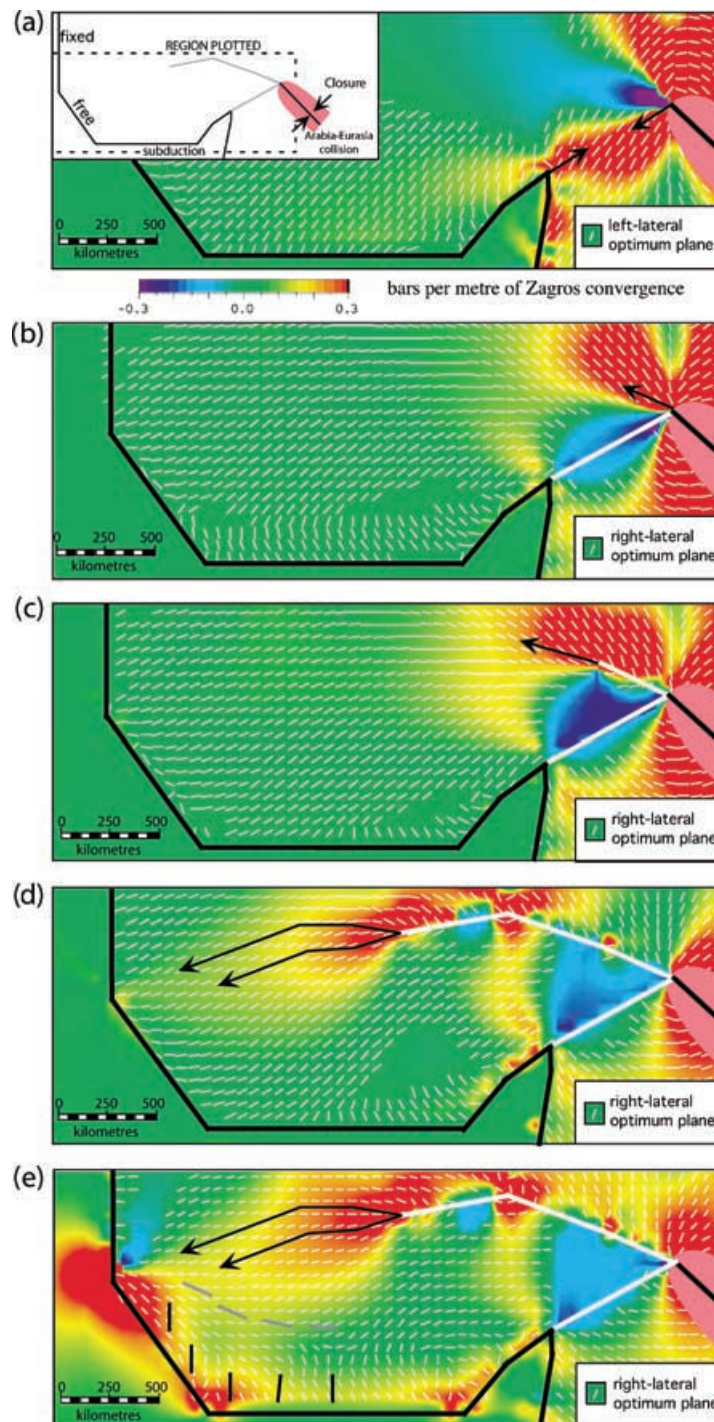 (a)
fixed
REGION PLOTTED
free
Closure
Arabia-Eurasia
collision
subduction
0 250 500
kilometres
left-lateral
optimum plane
-0.3 0.0 0.3
bars per metre of Zagros convergence
(b)
0 250 500
kilometres
right-lateral
optimum plane
(c)
0 250 500
kilometres
right-lateral
optimum plane
(d)
0 250 500
kilometres
right-lateral
optimum plane
(e)
0 250 500
kilometres
right-lateral
optimum plane